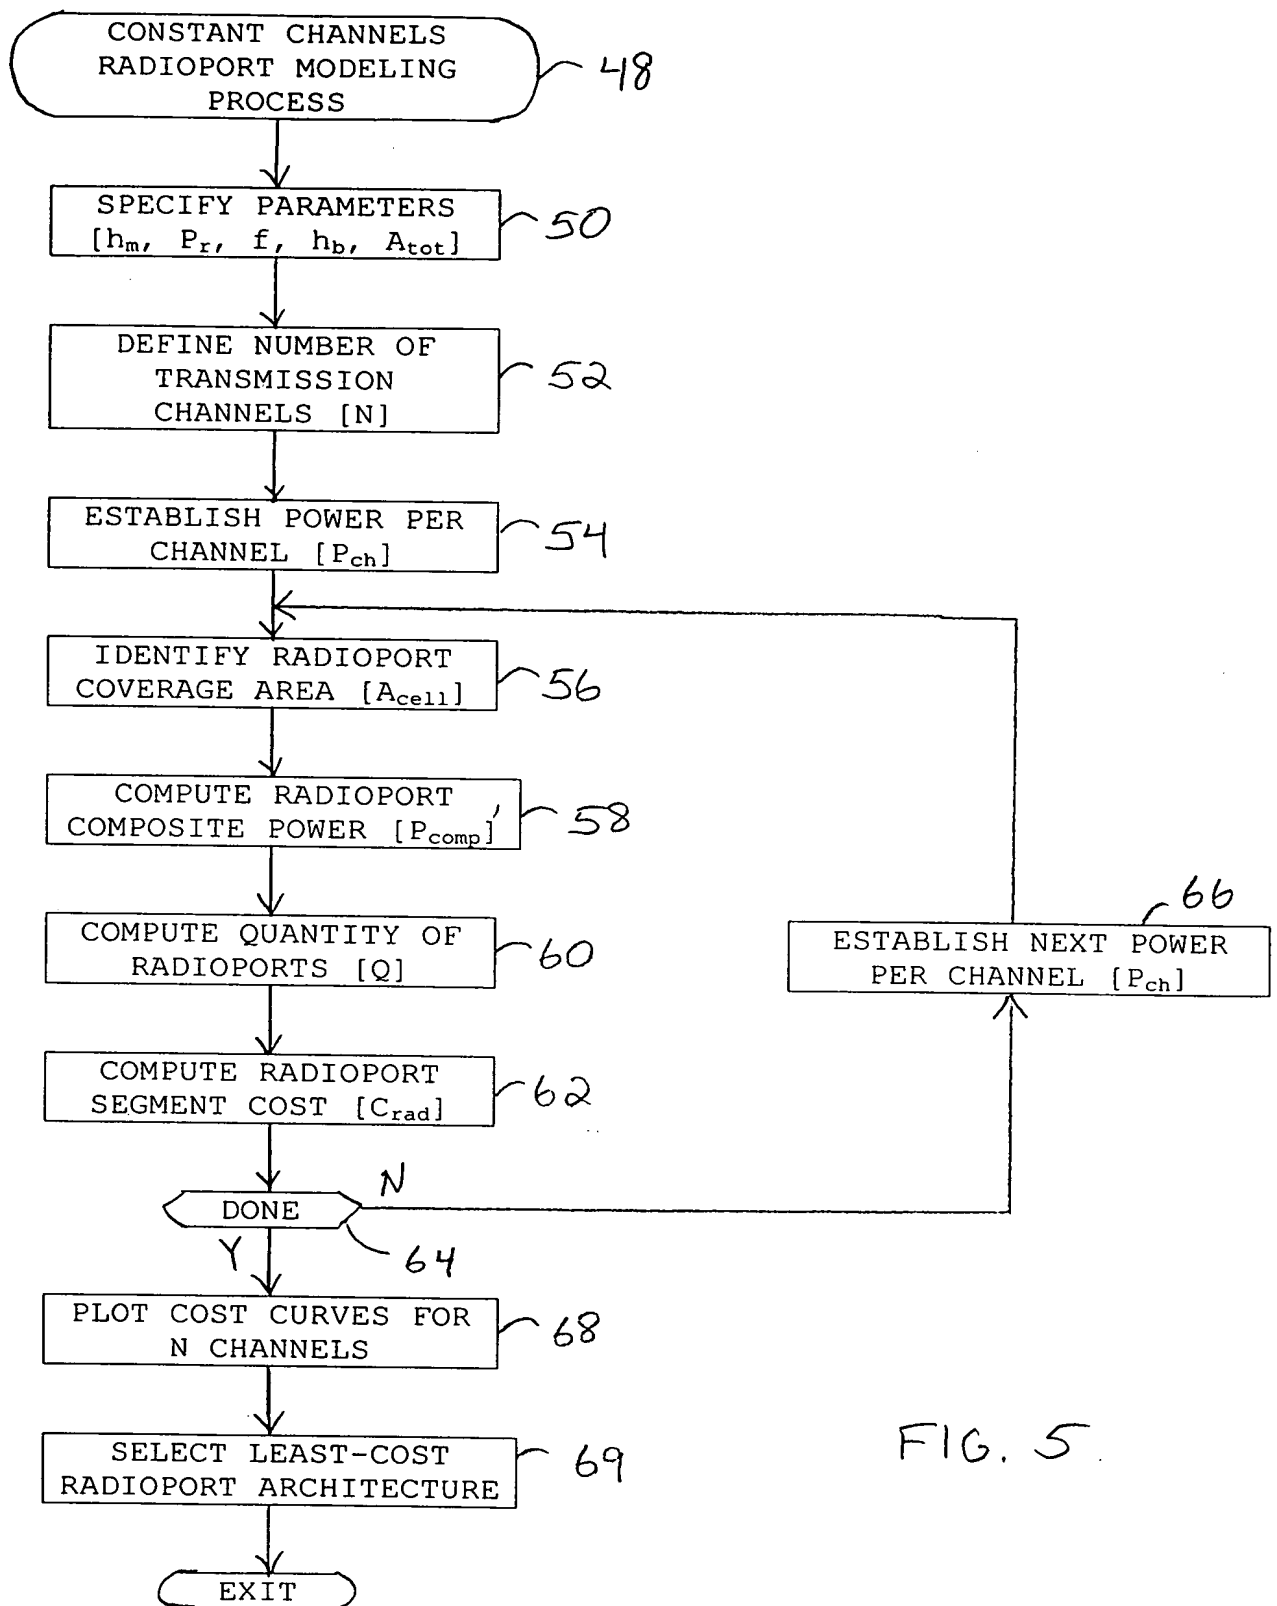 CONSTANT CHANNELS
RADIOPORT MODELING
PROCESS
48
SPECIFY PARAMETERS
[hm, Pr, f, hb, Atot]
50
DEFINE NUMBER OF
TRANSMISSION
CHANNELS [N]
52
ESTABLISH POWER PER
CHANNEL [Pch]
54
IDENTIFY RADIOPORT
COVERAGE AREA [Acell]
56
COMPUTE RADIOPORT
COMPOSITE POWER [Pcomp]
58
COMPUTE QUANTITY OF
RADIOPORTS [Q]
60
66
ESTABLISH NEXT POWER
PER CHANNEL [Pch]
COMPUTE RADIOPORT
SEGMENT COST [Crad]
62
DONE
N
Y
64
PLOT COST CURVES FOR
N CHANNELS
68
SELECT LEAST-COST
RADIOPORT ARCHITECTURE
69
EXIT
FIG. 5.